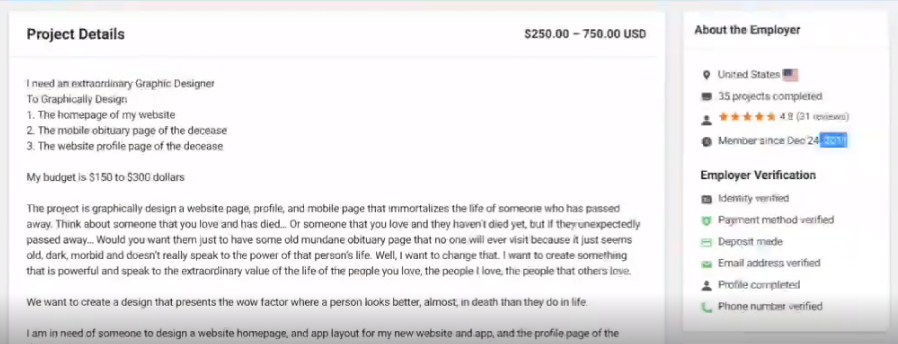 Project Details
$250.00 – 750.00 USD
I need an extraordinary Graphic Designer
To Graphically Design
1. The homepage of my website
2. The mobile obituary page of the decease
3. The website profile page of the decease
My budget is $150 to $300 dollars
The project is graphically design a website page, profile, and mobile page that immortalizes the life of someone who has passed
away. Think about someone that you love and has died... Or someone that you love and they haven't died yet, but if they unexpectedly
passed away... Would you want them just to have some old mundane obituary page that no one will ever visit because it just seems
old, dark, morbid and doesn't really speak to the power of that person's life. Well, I want to change that. I want to create something
that is powerful and speak to the extraordinary value of the life of the people you love, the people I love, the people that others love.
We want to create a design that presents the wow factor where a person looks better, almost, in death than they do in life
I am in need of someone to design a website homepage, and app layout for my new website and app, and the profile page of the
About the Employer
United States
35 projects completed
4.8 (31 reviews)
Member since Dec 24
Employer Verification
Identity verified
Payment method verified
Deposit made
Email address verified
Profile completed
Phone number verified